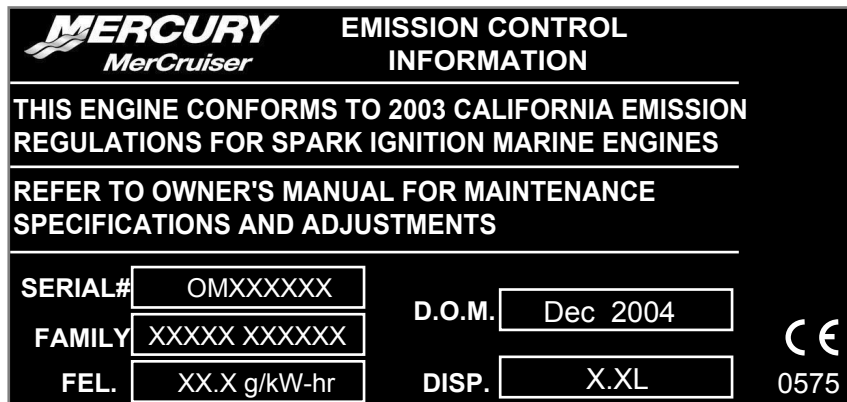 MERCURY
MerCruiser
EMISSION CONTROL
INFORMATION
THIS ENGINE CONFORMS TO 2003 CALIFORNIA EMISSION
REGULATIONS FOR SPARK IGNITION MARINE ENGINES
REFER TO OWNER'S MANUAL FOR MAINTENANCE
SPECIFICATIONS AND ADJUSTMENTS
SERIAL# OMXXXXXX
D.O.M. Dec 2004
FAMILY XXXXX XXXXXX
FEL. XX.X g/kW-hr
DISP. X.XL
CE
0575